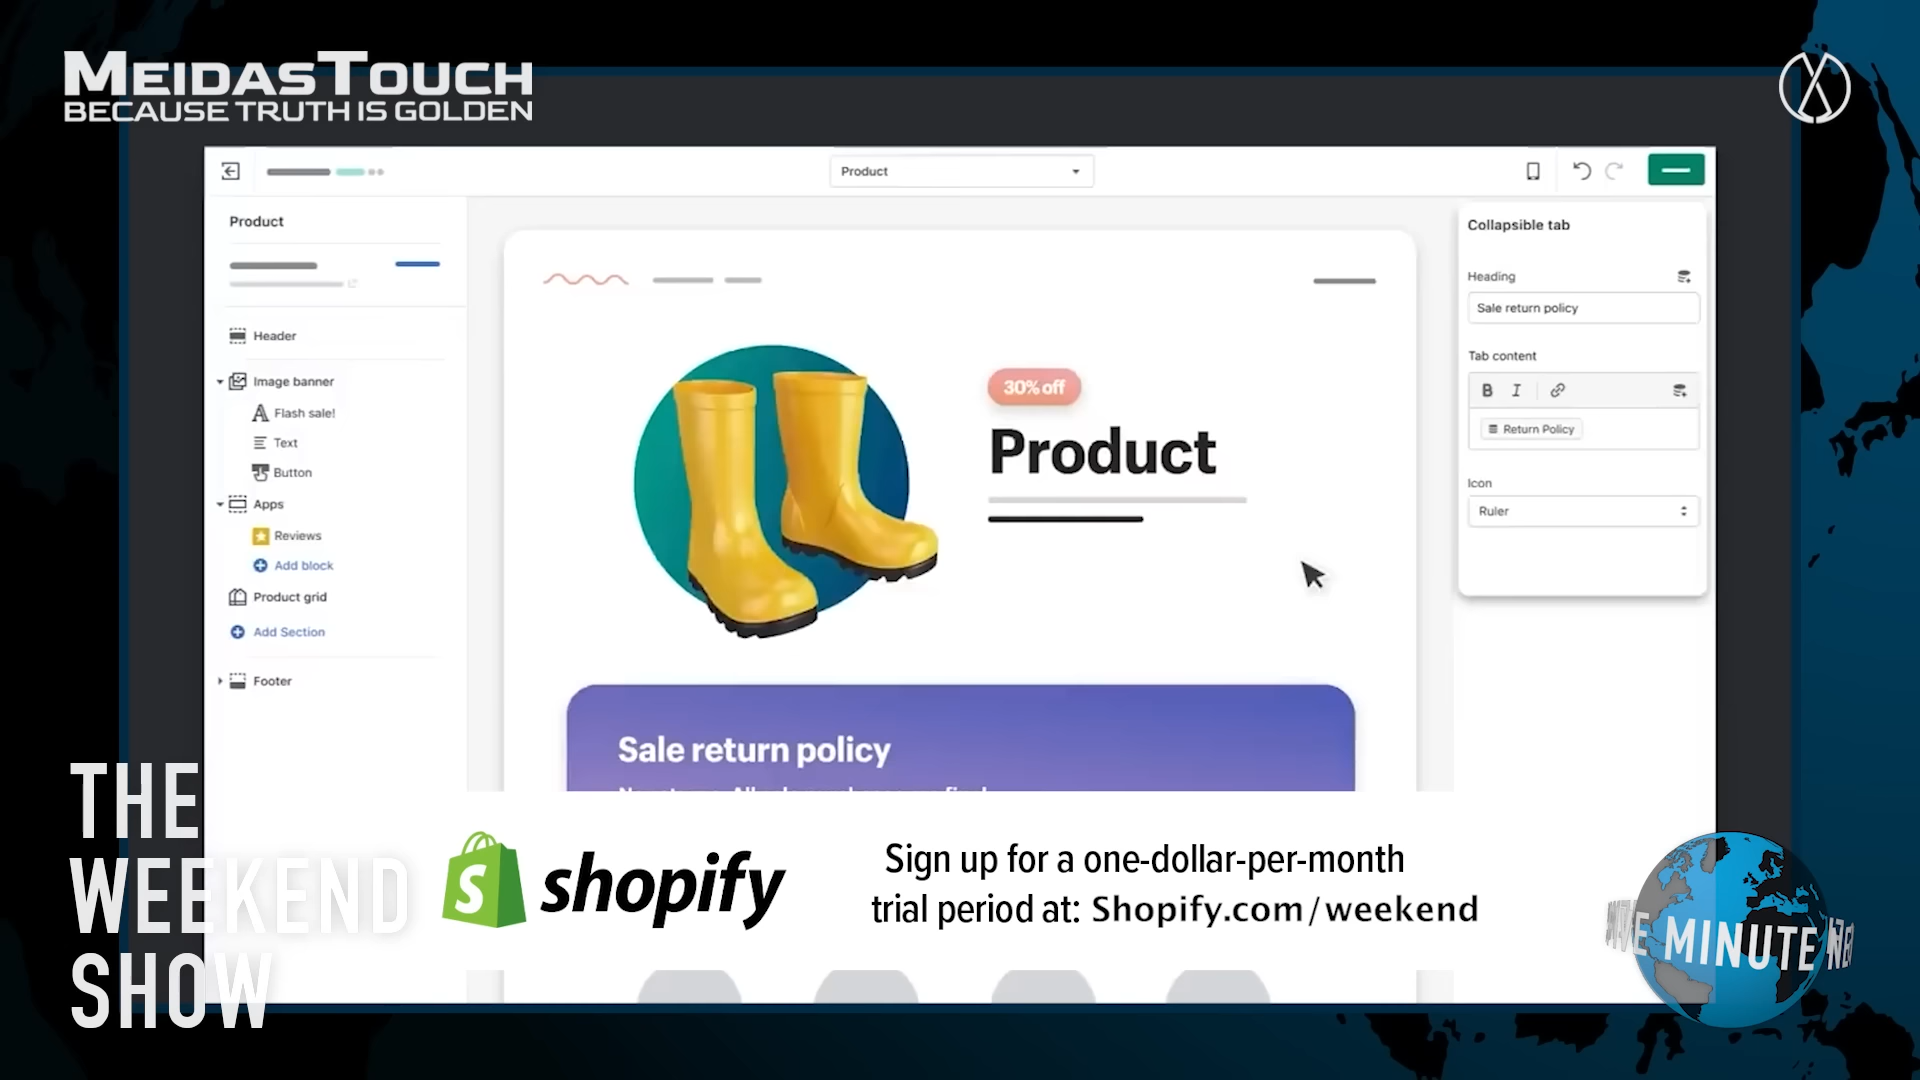 MEIDASTOUCH
BECAUSE TRUTH IS GOLDEN
Product
Product
Header
Image banner
Flash sale!
Text
Button
Apps
Reviews
Add block
Product grid
Add Section
Footer
30% off
Product
Sale return policy
Collapsible tab
Heading
Sale return policy
Tab content
B I
Return Policy
Icon
Ruler
THE
WEEKEND
SHOW
shopify
Sign up for a one-dollar-per-month
trial period at: Shopify.com/weekend
MINUTE